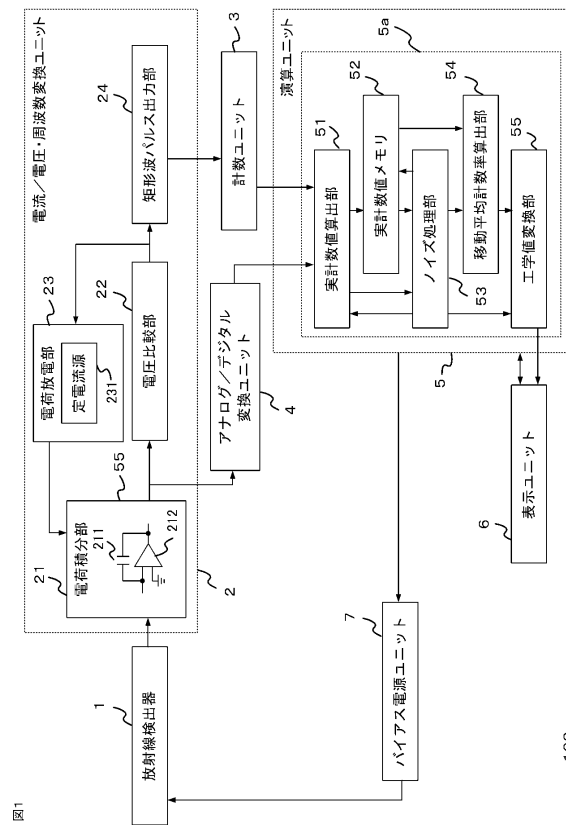 図1
放射線検出器
1
電流／電圧・周波数変換ユニット
2
電荷積分部
21
55
211
212
電荷放電部
23
定電流源
231
電圧比較部
22
矩形波パルス出力部
24
計数ユニット
3
アナログ／デジタル
変換ユニット
4
演算ユニット
5
5a
実計数値算出部
51
実計数値メモリ
52
ノイズ処理部
53
移動平均計数率算出部
54
工学値変換部
55
表示ユニット
6
バイアス電源ユニット
7